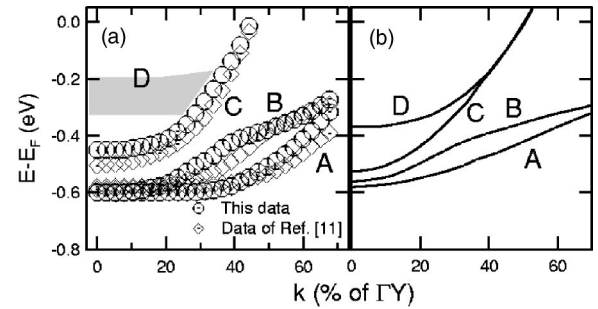 0.0
(a)
(b)
-0.2
D
D
E-E_F (eV)
C
B
C
B
-0.4
A
A
-0.6
This data
Data of Ref. [11]
-0.8
0 20 40 60 0 20 40 60
k (% of ΓY)